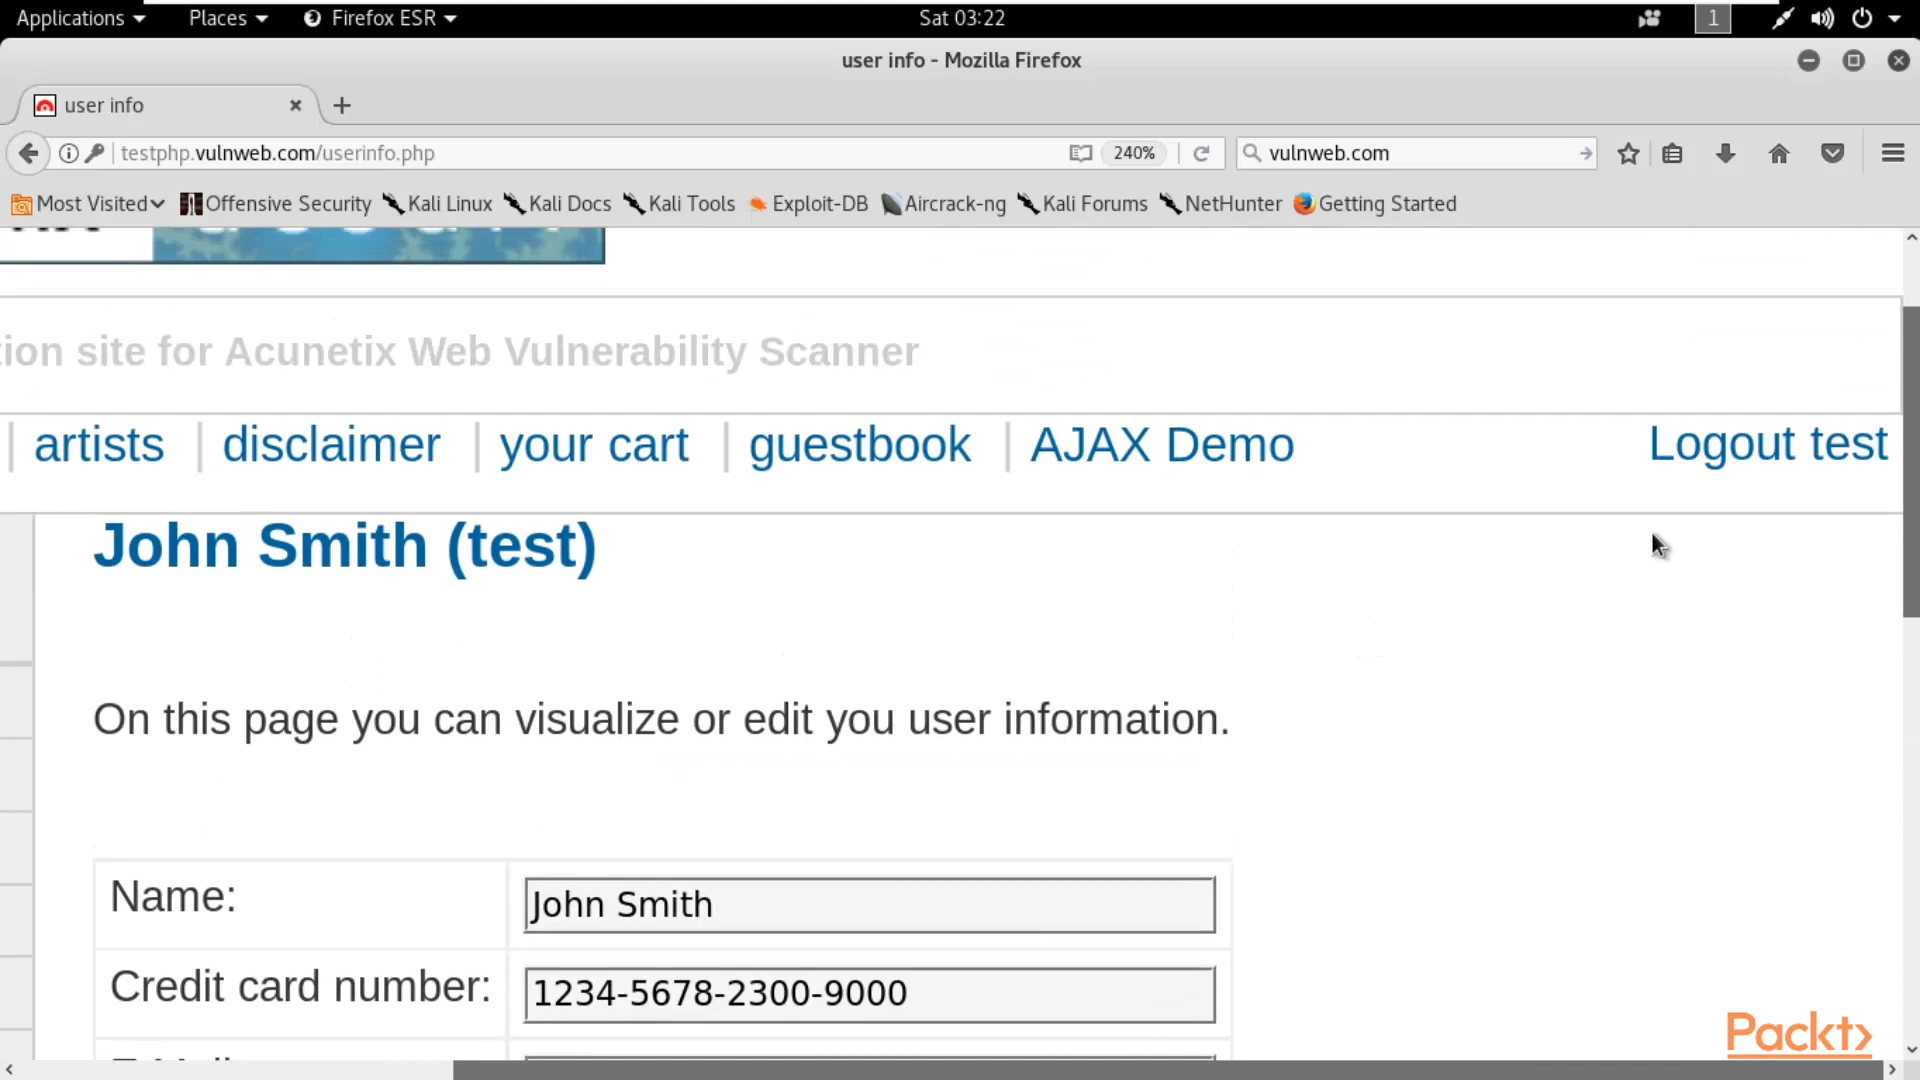 Applications Places Firefox ESR Sat 03:22 1
user info - Mozilla Firefox
user info
testphp.vulnweb.com/userinfo.php 240% vulnweb.com
Most Visited Offensive Security Kali Linux Kali Docs Kali Tools Exploit-DB Aircrack-ng Kali Forums NetHunter Getting Started
tion site for Acunetix Web Vulnerability Scanner
artists | disclaimer | your cart | guestbook | AJAX Demo Logout test
John Smith (test)
On this page you can visualize or edit you user information.
Name: John Smith
Credit card number: 1234-5678-2300-9000
Packt>